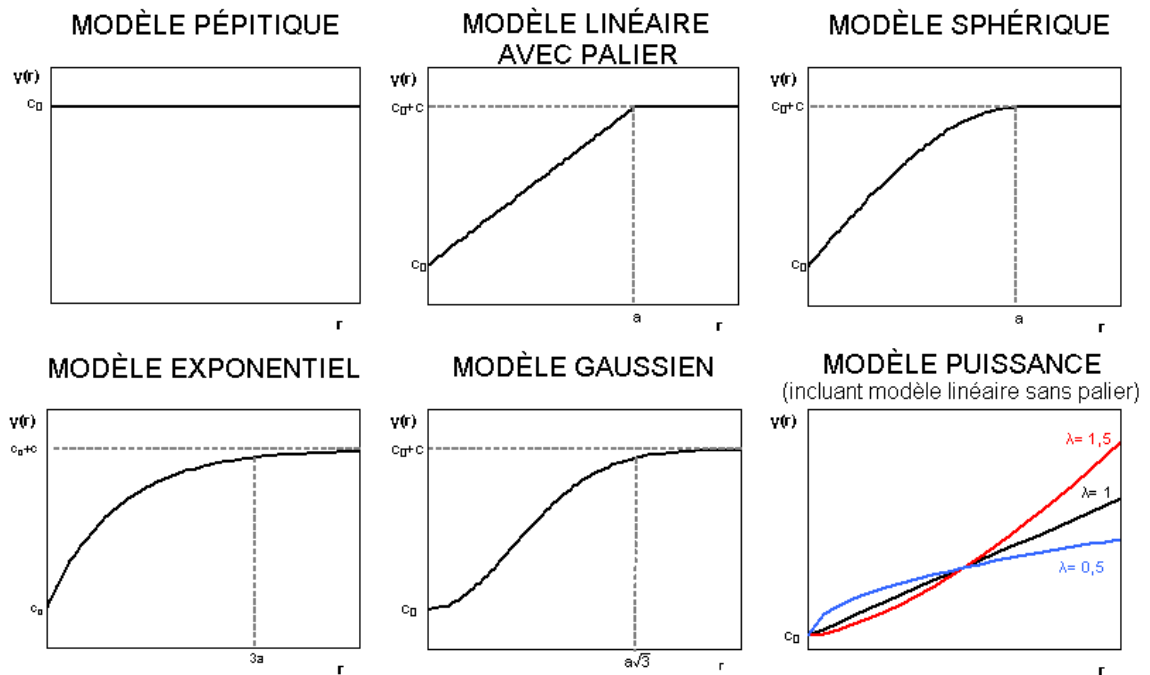 MODÈLE PÉPITIQUE
γ(r)
c₀
r
MODÈLE LINÉAIRE
AVEC PALIER
γ(r)
c₀+c
c₀
a
r
MODÈLE SPHÉRIQUE
γ(r)
c₀+c
c₀
a
r
MODÈLE EXPONENTIEL
γ(r)
c₀+c
c₀
3a
r
MODÈLE GAUSSIEN
γ(r)
c₀+c
c₀
a√3
r
MODÈLE PUISSANCE
(incluant modèle linéaire sans palier)
γ(r)
λ= 1,5
λ= 1
λ= 0,5
c₀
r